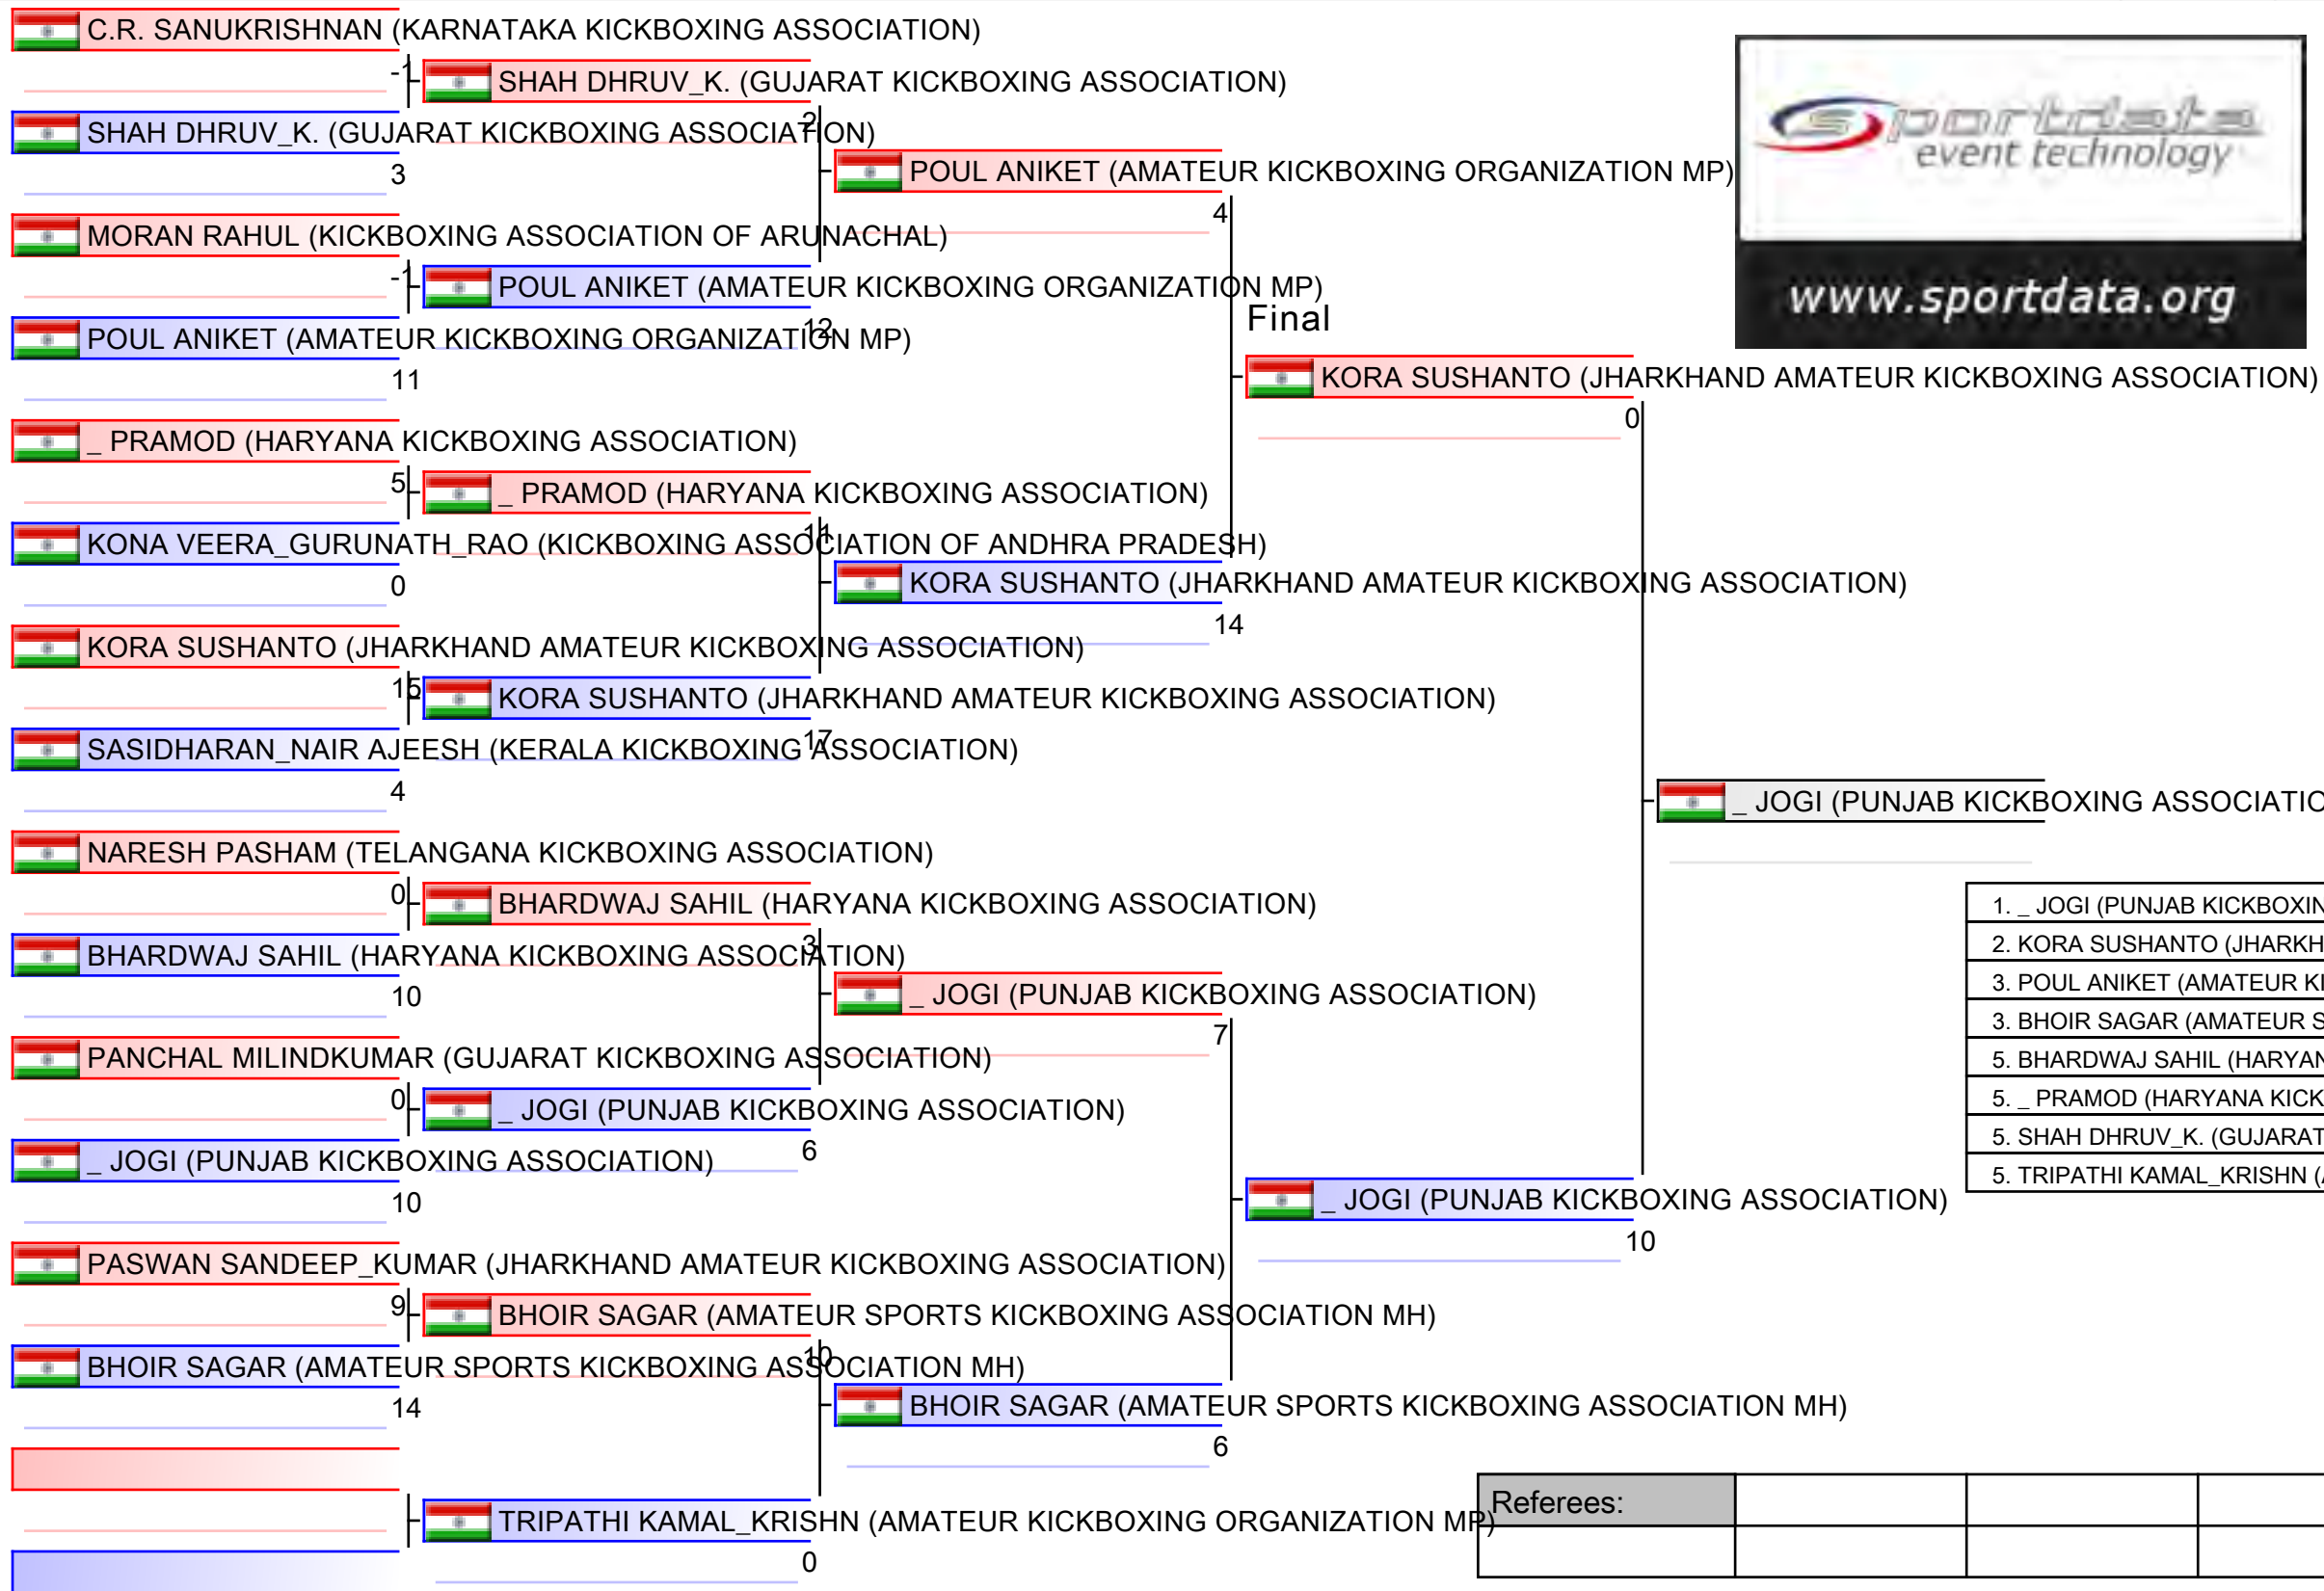 C.R. SANUKRISHNAN (KARNATAKA KICKBOXING ASSOCIATION)
-1
SHAH DHRUV_K. (GUJARAT KICKBOXING ASSOCIATION)
2
SHAH DHRUV_K. (GUJARAT KICKBOXING ASSOCIATION)
3
POUL ANIKET (AMATEUR KICKBOXING ORGANIZATION MP)
4
MORAN RAHUL (KICKBOXING ASSOCIATION OF ARUNACHAL)
-1
POUL ANIKET (AMATEUR KICKBOXING ORGANIZATION MP)
12
POUL ANIKET (AMATEUR KICKBOXING ORGANIZATION MP)
11
sportdata
event technology
www.sportdata.org
Final
KORA SUSHANTO (JHARKHAND AMATEUR KICKBOXING ASSOCIATION)
0
_ PRAMOD (HARYANA KICKBOXING ASSOCIATION)
5
_ PRAMOD (HARYANA KICKBOXING ASSOCIATION)
11
KONA VEERA_GURUNATH_RAO (KICKBOXING ASSOCIATION OF ANDHRA PRADESH)
0
KORA SUSHANTO (JHARKHAND AMATEUR KICKBOXING ASSOCIATION)
14
KORA SUSHANTO (JHARKHAND AMATEUR KICKBOXING ASSOCIATION)
15
KORA SUSHANTO (JHARKHAND AMATEUR KICKBOXING ASSOCIATION)
17
SASIDHARAN_NAIR AJEESH (KERALA KICKBOXING ASSOCIATION)
4
_ JOGI (PUNJAB KICKBOXING ASSOCIATIO
NARESH PASHAM (TELANGANA KICKBOXING ASSOCIATION)
0
BHARDWAJ SAHIL (HARYANA KICKBOXING ASSOCIATION)
3
BHARDWAJ SAHIL (HARYANA KICKBOXING ASSOCIATION)
10
_ JOGI (PUNJAB KICKBOXING ASSOCIATION)
7
PANCHAL MILINDKUMAR (GUJARAT KICKBOXING ASSOCIATION)
0
_ JOGI (PUNJAB KICKBOXING ASSOCIATION)
6
_ JOGI (PUNJAB KICKBOXING ASSOCIATION)
10
1. _ JOGI (PUNJAB KICKBOXIN
2. KORA SUSHANTO (JHARKH
3. POUL ANIKET (AMATEUR KI
3. BHOIR SAGAR (AMATEUR S
5. BHARDWAJ SAHIL (HARYAN
5. _ PRAMOD (HARYANA KICK
5. SHAH DHRUV_K. (GUJARAT
5. TRIPATHI KAMAL_KRISHN (
_ JOGI (PUNJAB KICKBOXING ASSOCIATION)
10
PASWAN SANDEEP_KUMAR (JHARKHAND AMATEUR KICKBOXING ASSOCIATION)
9
BHOIR SAGAR (AMATEUR SPORTS KICKBOXING ASSOCIATION MH)
10
BHOIR SAGAR (AMATEUR SPORTS KICKBOXING ASSOCIATION MH)
14
BHOIR SAGAR (AMATEUR SPORTS KICKBOXING ASSOCIATION MH)
6
TRIPATHI KAMAL_KRISHN (AMATEUR KICKBOXING ORGANIZATION MP)
0
Referees: